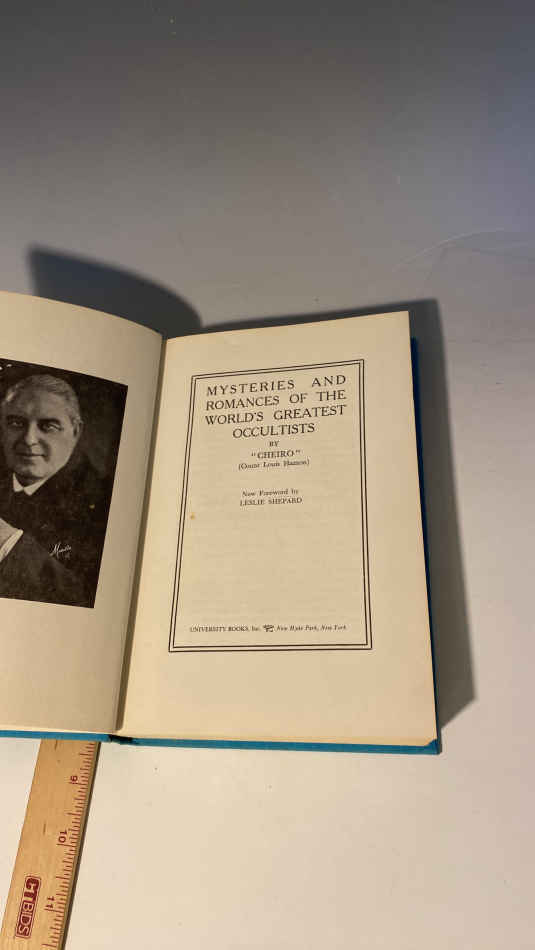 MYSTERIES AND
ROMANCES OF THE
WORLD'S GREATEST
OCCULTISTS
BY
"CHEIRO"
(Count Louis Hamon)
New Foreword by
LESLIE SHEPARD
UNIVERSITY BOOKS, Inc. New Hyde Park, New York
9
10
11
BIDS